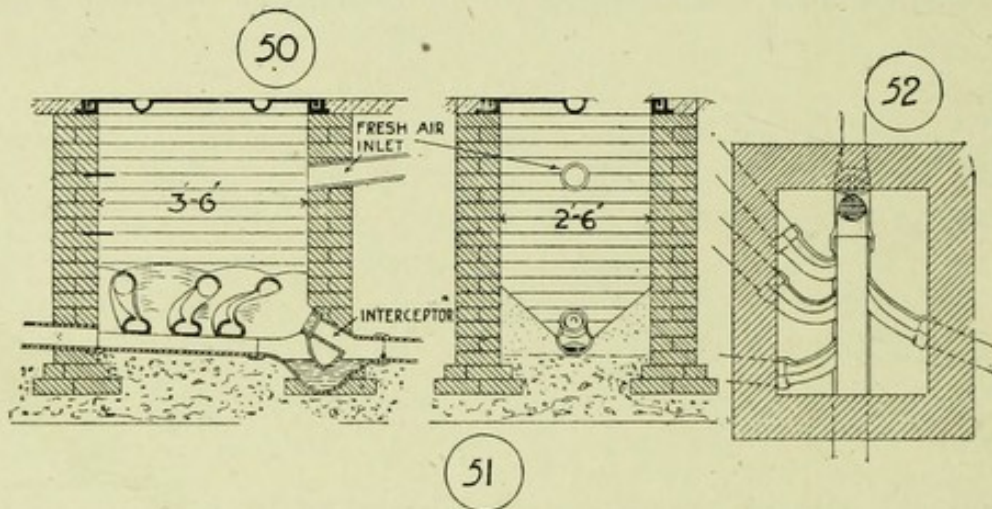 50
52
FRESH AIR
INLET
3'-6"
2'-6"
INTERCEPTOR
51